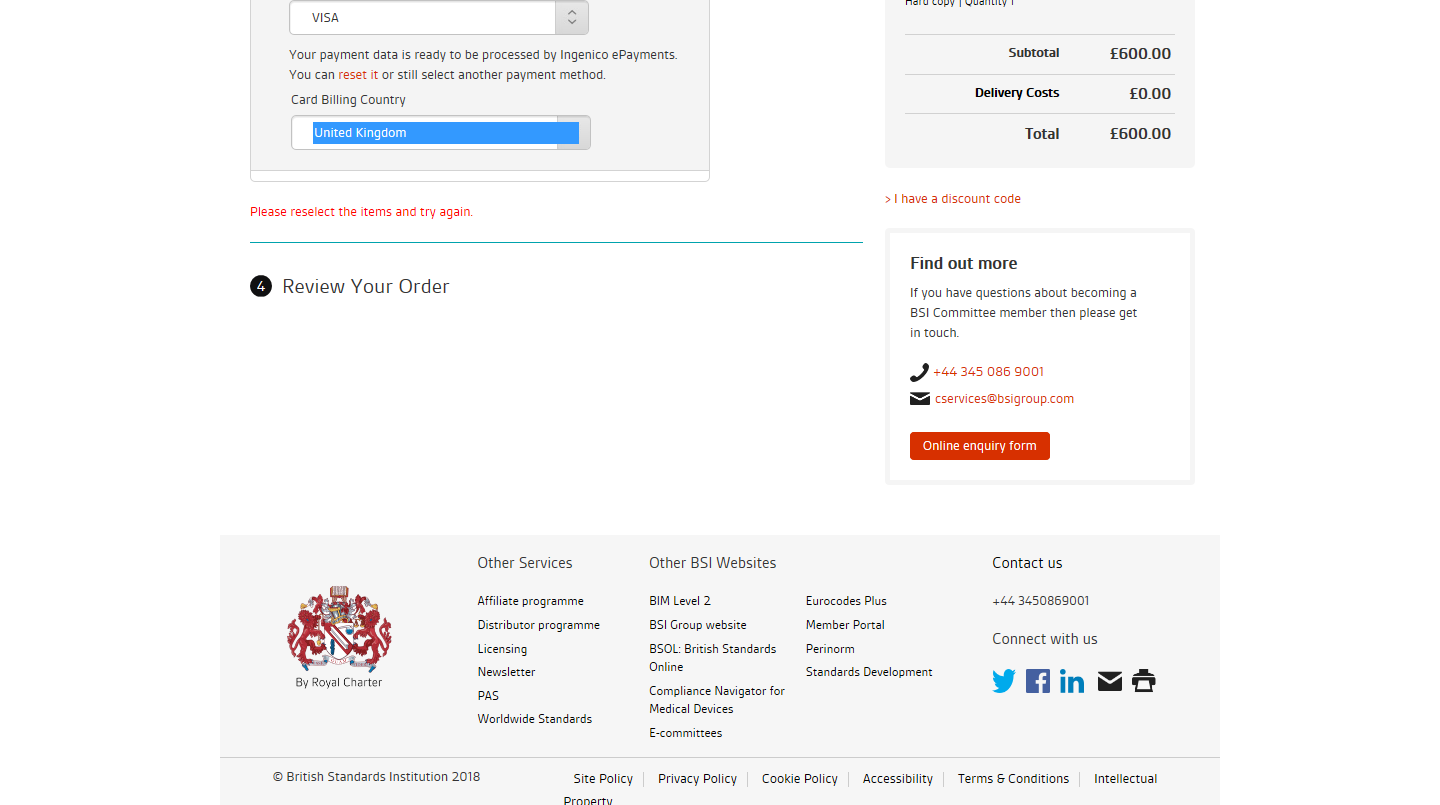 VISA
Your payment data is ready to be processed by Ingenico ePayments.
You can reset it or still select another payment method.
Card Billing Country
United Kingdom
Please reselect the items and try again.
4 Review Your Order
Hard copy | Quantity 1
Subtotal £600.00
Delivery Costs £0.00
Total £600.00
> I have a discount code
Find out more
If you have questions about becoming a
BSI Committee member then please get
in touch.
+44 345 086 9001
cservices@bsigroup.com
Online enquiry form
By Royal Charter
Other Services
Affiliate programme
Distributor programme
Licensing
Newsletter
PAS
Worldwide Standards
Other BSI Websites
BIM Level 2
BSI Group website
BSOL: British Standards
Online
Compliance Navigator for
Medical Devices
E-committees
Eurocodes Plus
Member Portal
Perinorm
Standards Development
Contact us
+44 3450869001
Connect with us
© British Standards Institution 2018
Site Policy | Privacy Policy | Cookie Policy | Accessibility | Terms & Conditions | Intellectual
Property